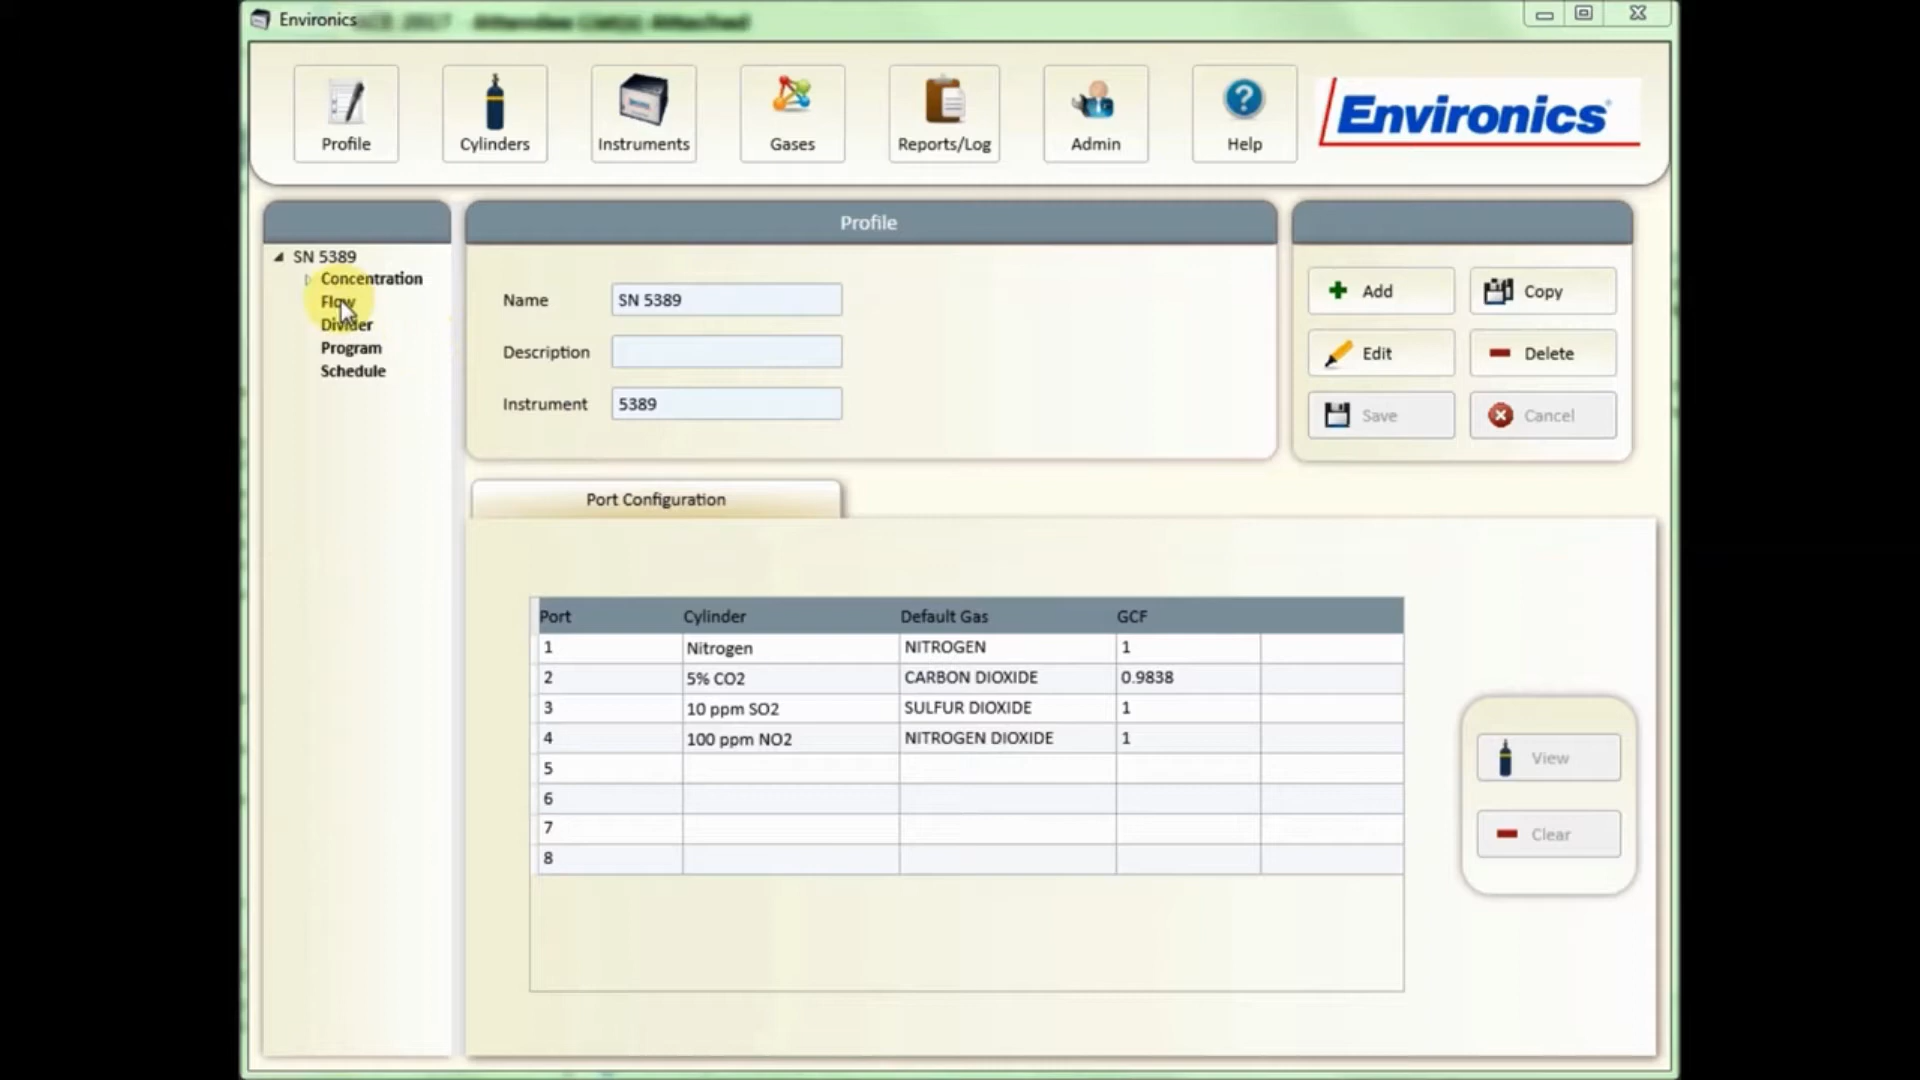 Environics
Profile
Cylinders
Instruments
Gases
Reports/Log
Admin
Help
Environics
SN 5389
Concentration
Flow
Divider
Program
Schedule
Profile
Name SN 5389
Description
Instrument 5389
Add Copy
Edit Delete
Save Cancel
Port Configuration
Port Cylinder Default Gas GCF
1 Nitrogen NITROGEN 1
2 5% CO2 CARBON DIOXIDE 0.9838
3 10 ppm SO2 SULFUR DIOXIDE 1
4 100 ppm NO2 NITROGEN DIOXIDE 1
5
6
7
8
View
Clear